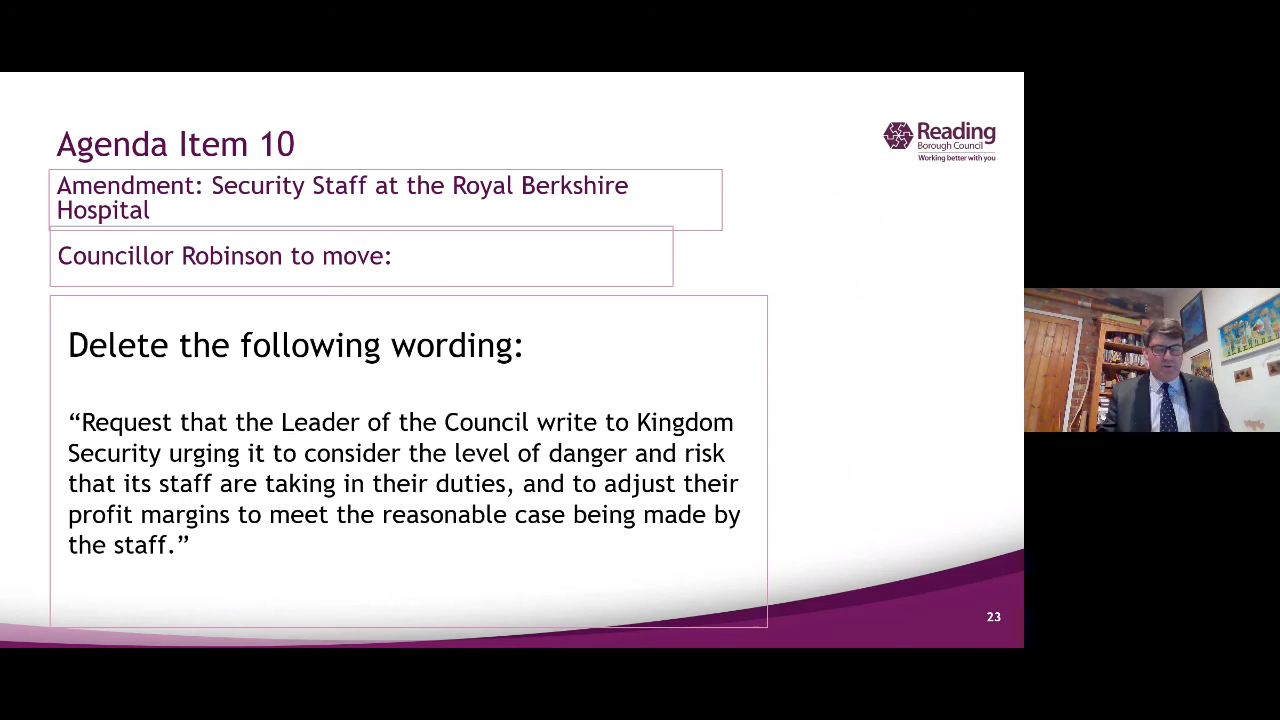 Agenda Item 10
Reading
Borough Council
Working better with you
Amendment: Security Staff at the Royal Berkshire
Hospital
Councillor Robinson to move:
Delete the following wording:
“Request that the Leader of the Council write to Kingdom
Security urging it to consider the level of danger and risk
that its staff are taking in their duties, and to adjust their
profit margins to meet the reasonable case being made by
the staff.”
23